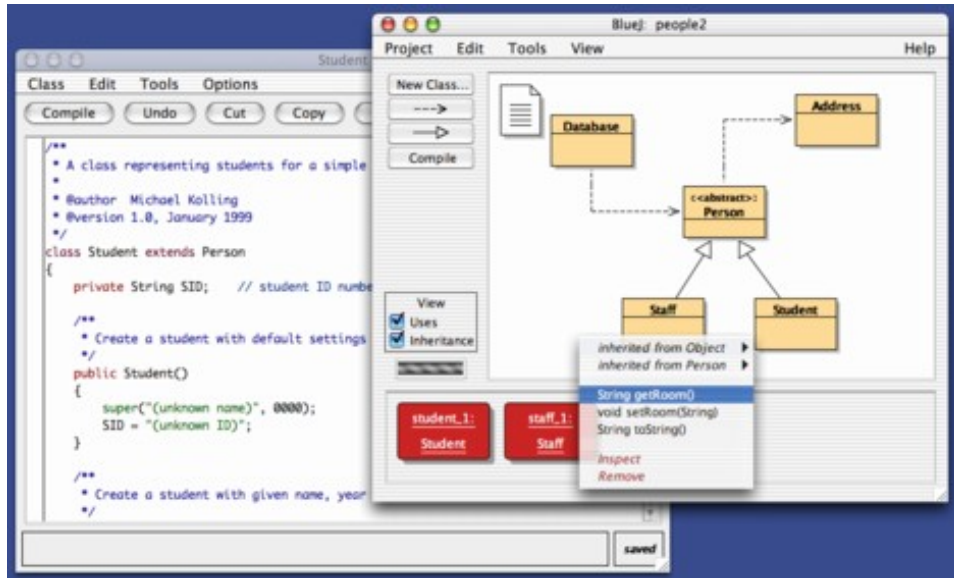 BlueJ: people2
Project Edit Tools View Help
New Class...
Compile
View
Uses
Inheritance
Database
Address
<<abstract>>
Person
Staff
Student
inherited from Object
inherited from Person
String getRoom()
void setRoom(String)
String toString()
Inspect
Remove
student_1:
Student
staff_1:
Staff
Student
Class Edit Tools Options
Compile Undo Cut Copy
/**
* A class representing students for a simple
*
* @author Michael Kolling
* @version 1.0, January 1999
*/
class Student extends Person
{
private String SID; // student ID numbe
/**
* Create a student with default settings
*/
public Student()
{
super("(unknown name)", 0000);
SID = "(unknown ID)";
}
/**
* Create a student with given name, year
*/
saved